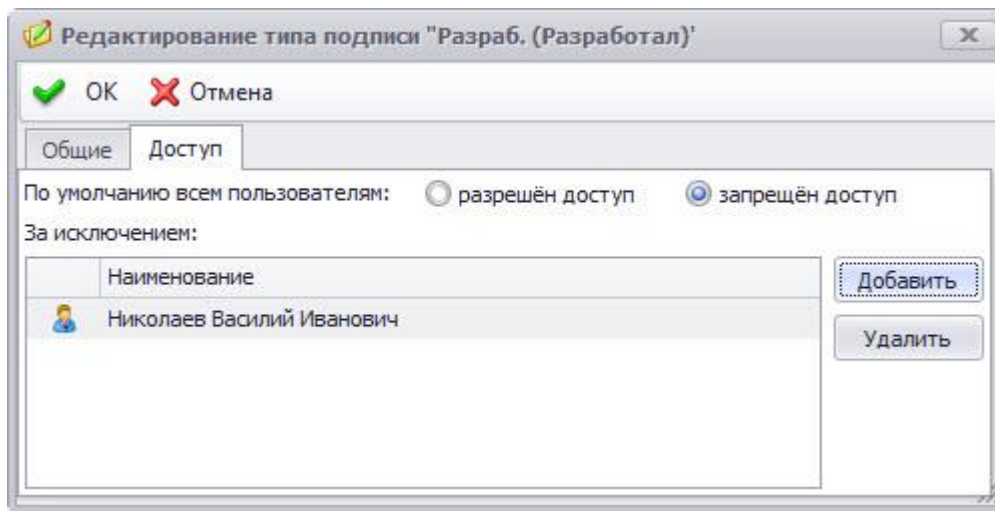 Редактирование типа подписи "Разраб. (Разработал)'
ОК Отмена
Общие Доступ
По умолчанию всем пользователям: разрешён доступ запрещён доступ
За исключением:
Наименование Добавить
Николаев Василий Иванович
Удалить